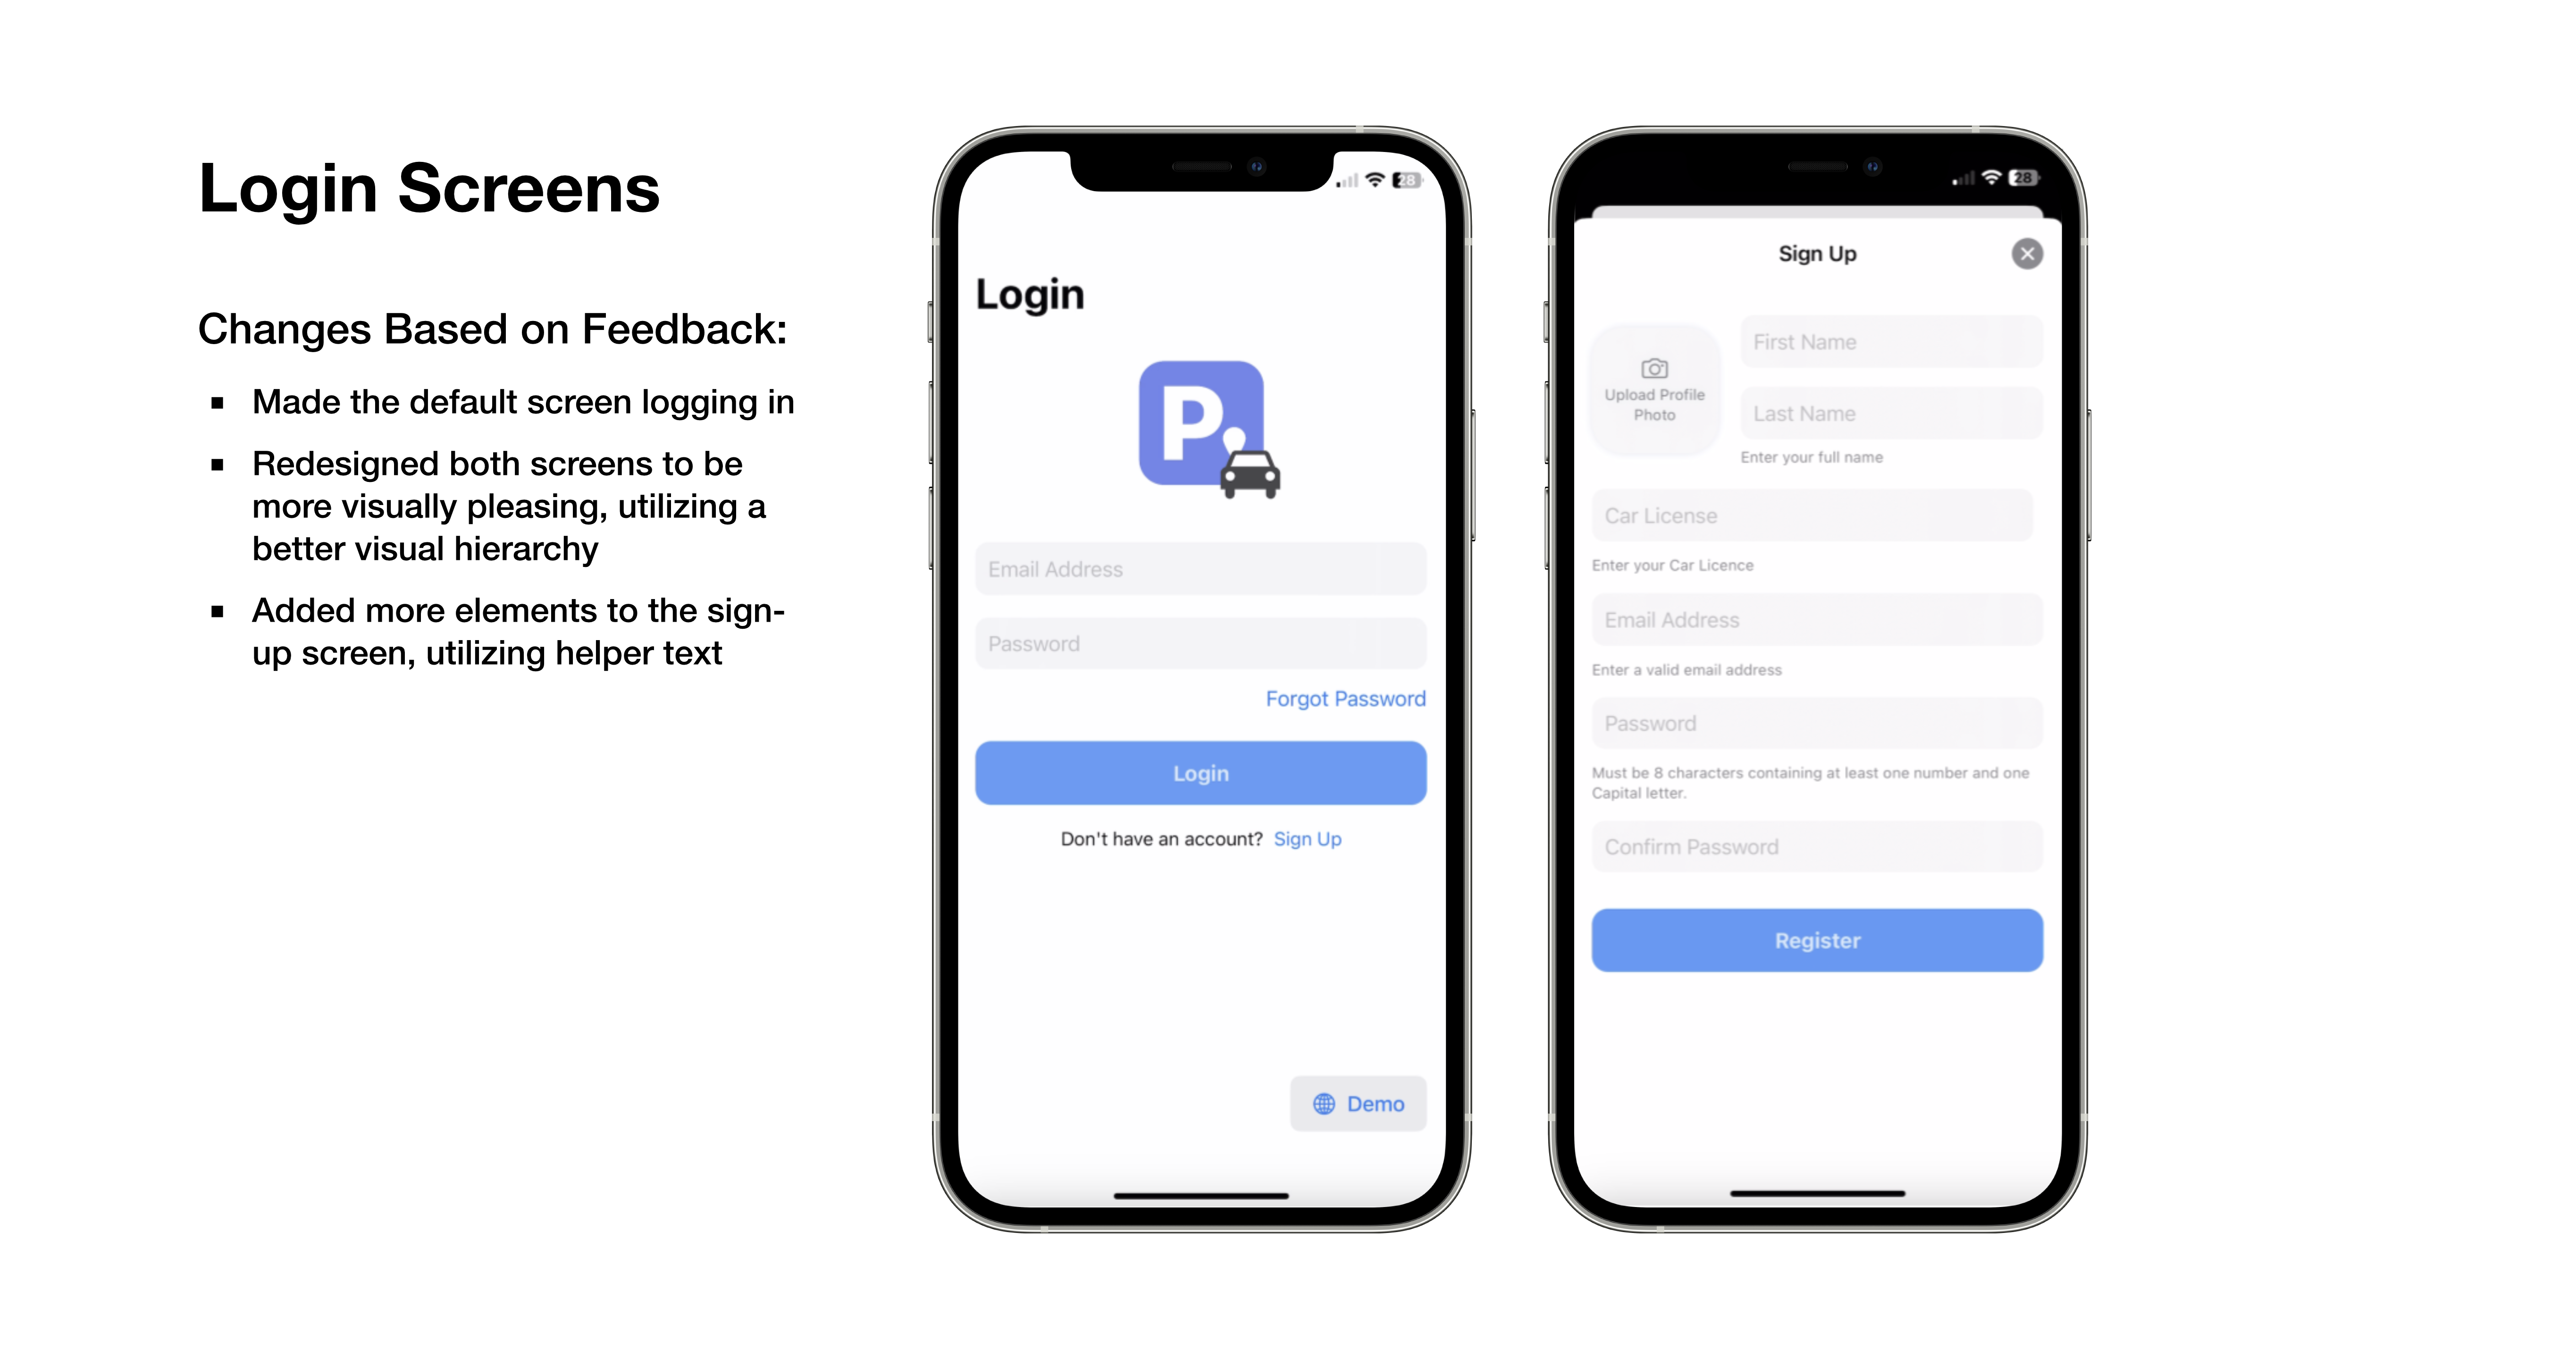 Login Screens
Changes Based on Feedback:
▪ Made the default screen logging in
▪ Redesigned both screens to be
more visually pleasing, utilizing a
better visual hierarchy
▪ Added more elements to the sign-
up screen, utilizing helper text
28
Login
P
Email Address
Password
Forgot Password
Login
Don't have an account? Sign Up
Demo
28
Sign Up
Upload Profile
Photo
First Name
Last Name
Enter your full name
Car License
Enter your Car Licence
Email Address
Enter a valid email address
Password
Must be 8 characters containing at least one number and one
Capital letter.
Confirm Password
Register